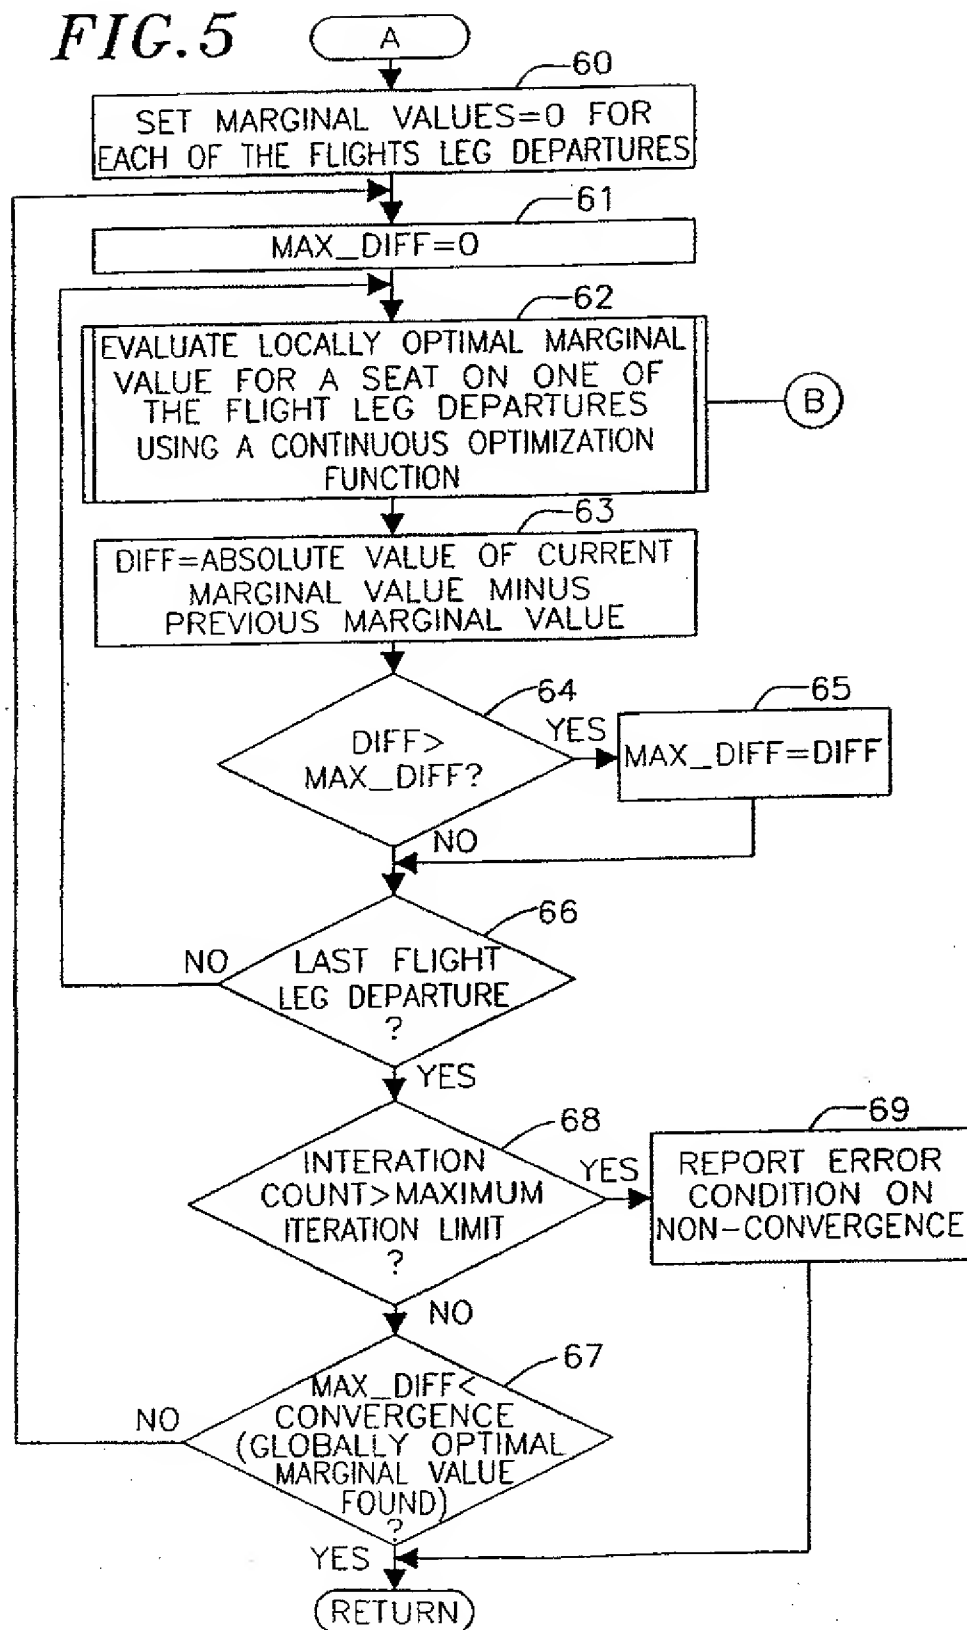 FIG.5
A
60
SET MARGINAL VALUES=0 FOR
EACH OF THE FLIGHTS LEG DEPARTURES
61
MAX_DIFF=0
62
EVALUATE LOCALLY OPTIMAL MARGINAL
VALUE FOR A SEAT ON ONE OF
THE FLIGHT LEG DEPARTURES
USING A CONTINUOUS OPTIMIZATION
FUNCTION
B
63
DIFF=ABSOLUTE VALUE OF CURRENT
MARGINAL VALUE MINUS
PREVIOUS MARGINAL VALUE
64
DIFF>
MAX_DIFF?
YES
65
MAX_DIFF=DIFF
NO
66
LAST FLIGHT
LEG DEPARTURE
?
NO
YES
68
INTERATION
COUNT>MAXIMUM
ITERATION LIMIT
?
YES
69
REPORT ERROR
CONDITION ON
NON-CONVERGENCE
NO
67
MAX_DIFF<
CONVERGENCE
(GLOBALLY OPTIMAL
MARGINAL VALUE
FOUND)
?
NO
YES
RETURN